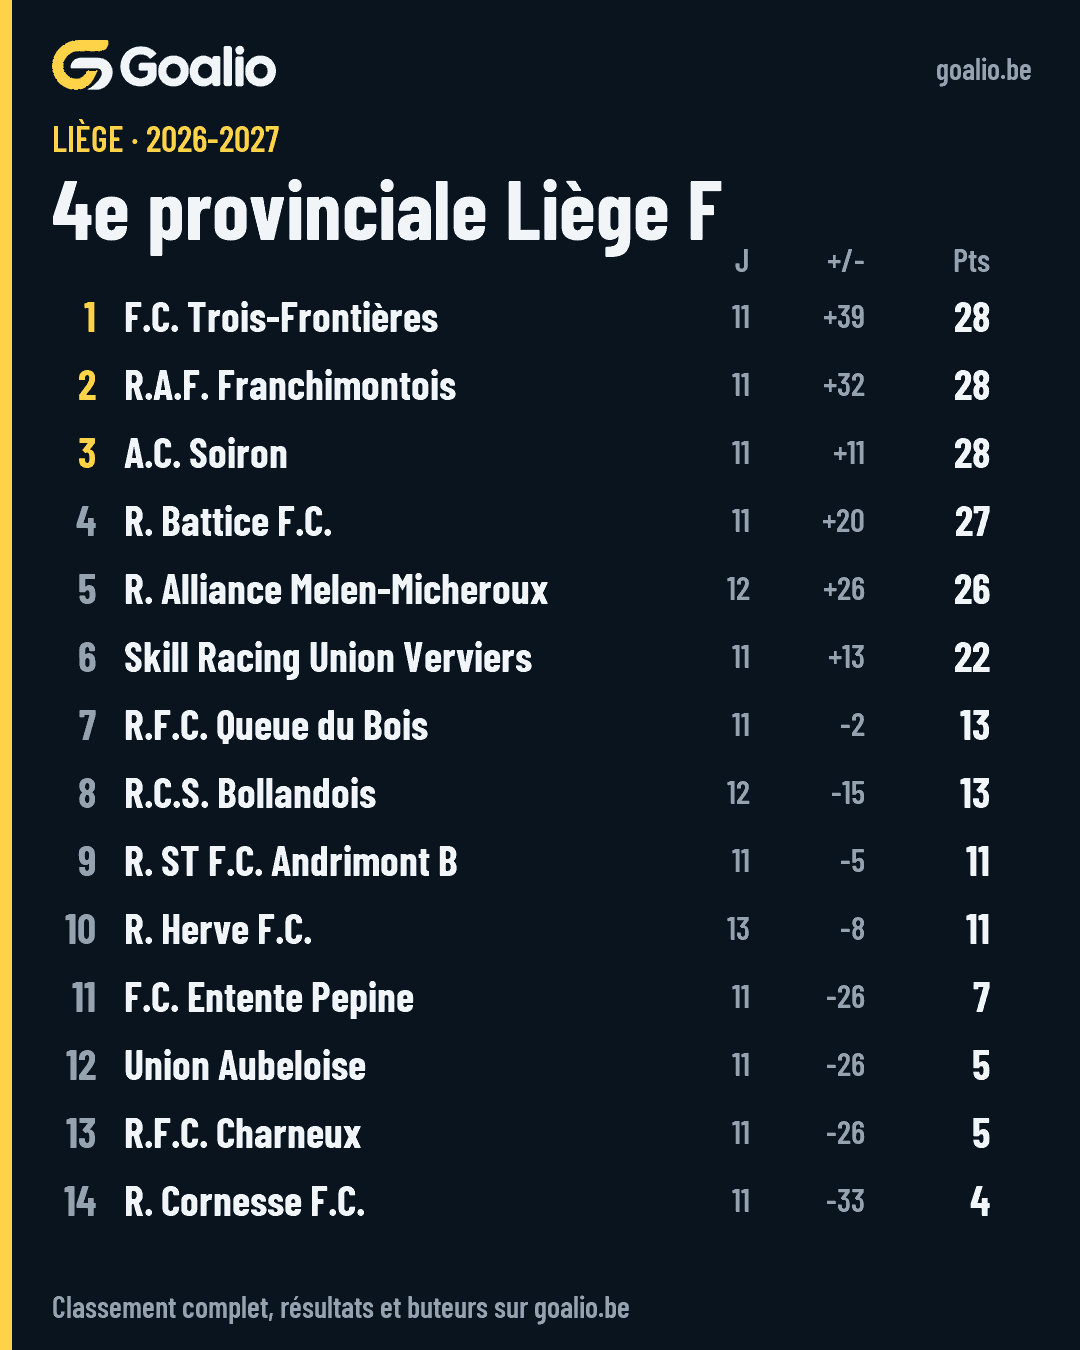 Goalio
goalio.be
LIÈGE · 2026-2027
4e provinciale Liège F
J +/- Pts
1 F.C. Trois-Frontières 11 +39 28
2 R.A.F. Franchimontois 11 +32 28
3 A.C. Soiron 11 +11 28
4 R. Battice F.C. 11 +20 27
5 R. Alliance Melen-Micheroux 12 +26 26
6 Skill Racing Union Verviers 11 +13 22
7 R.F.C. Queue du Bois 11 -2 13
8 R.C.S. Bollandois 12 -15 13
9 R. ST F.C. Andrimont B 11 -5 11
10 R. Herve F.C. 13 -8 11
11 F.C. Entente Pepine 11 -26 7
12 Union Aubeloise 11 -26 5
13 R.F.C. Charneux 11 -26 5
14 R. Cornesse F.C. 11 -33 4
Classement complet, résultats et buteurs sur goalio.be